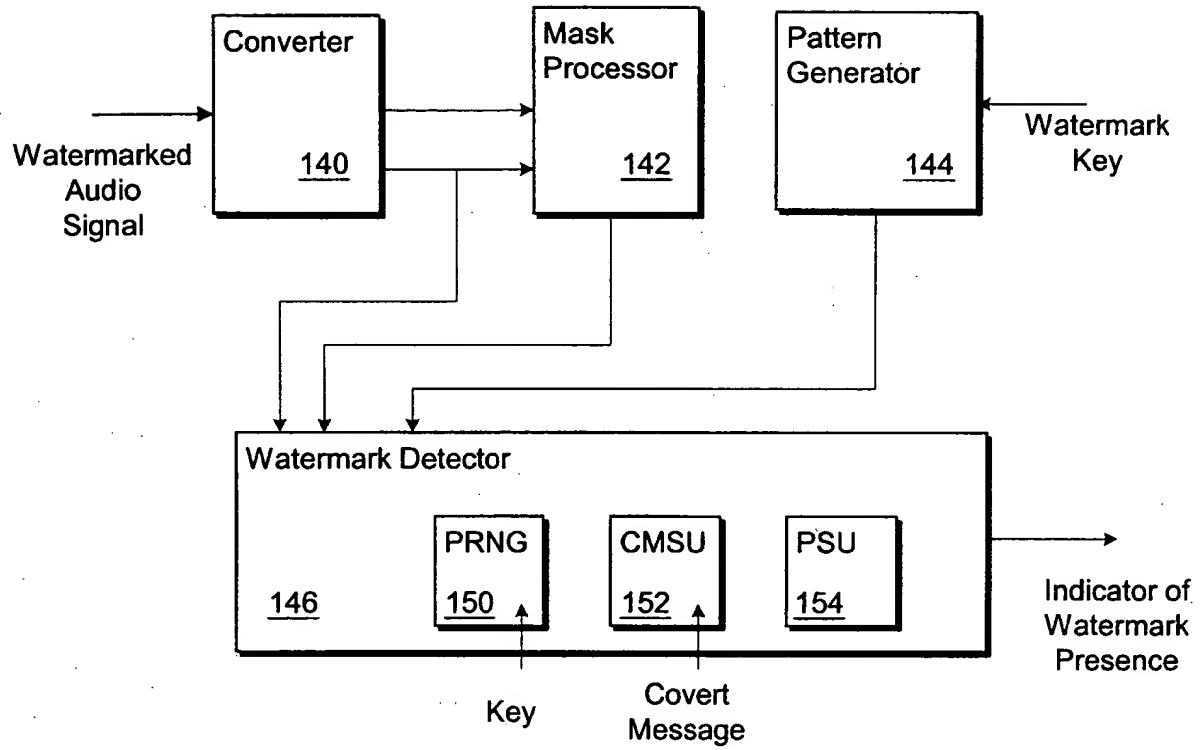 Converter
140
Mask
Processor
142
Pattern
Generator
144
Watermarked
Audio
Signal
Watermark
Key
Watermark Detector
146
PRNG
150
CMSU
152
PSU
154
Key
Covert
Message
Indicator of
Watermark
Presence